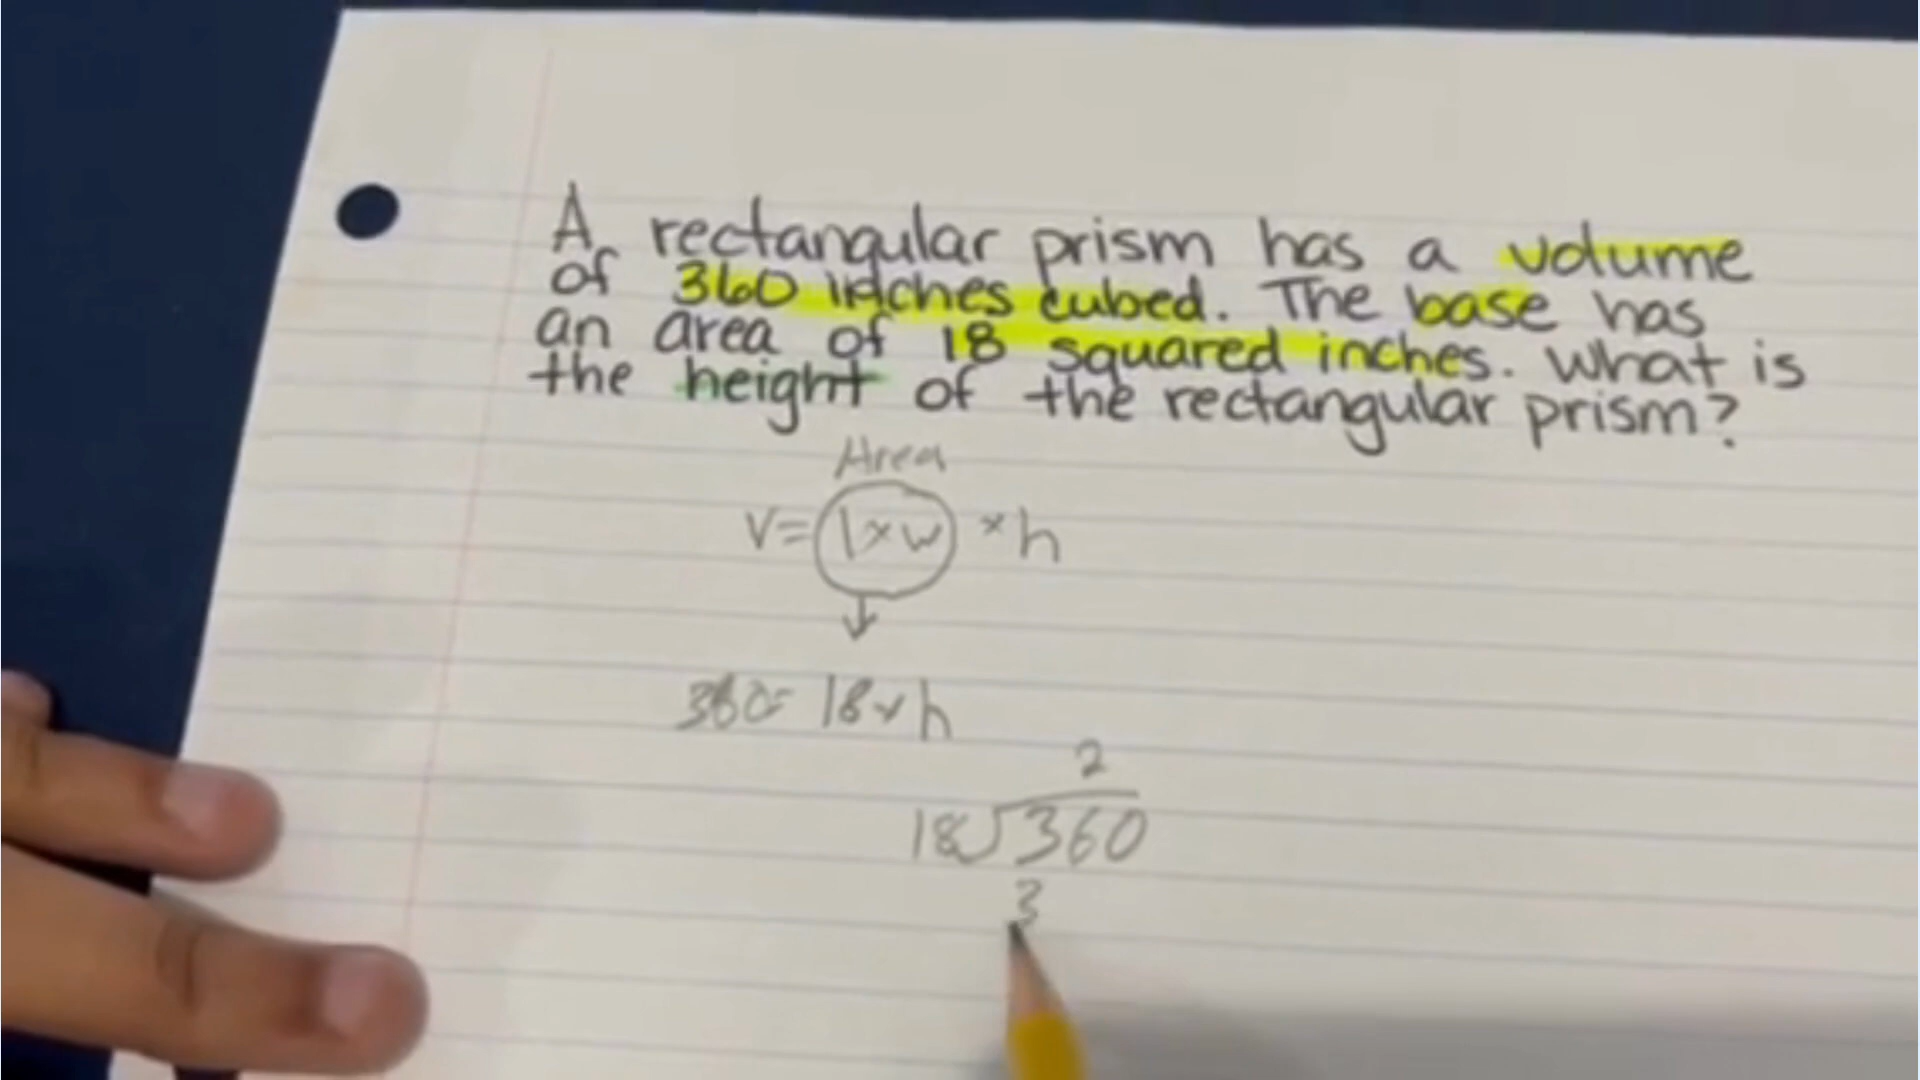 A rectangular prism has a volume
of 360 inches cubed. The base has
an area of 18 squared inches. What is
the height of the rectangular prism?
Area
V= l×w × h
360= 18×h
2
18√360
3